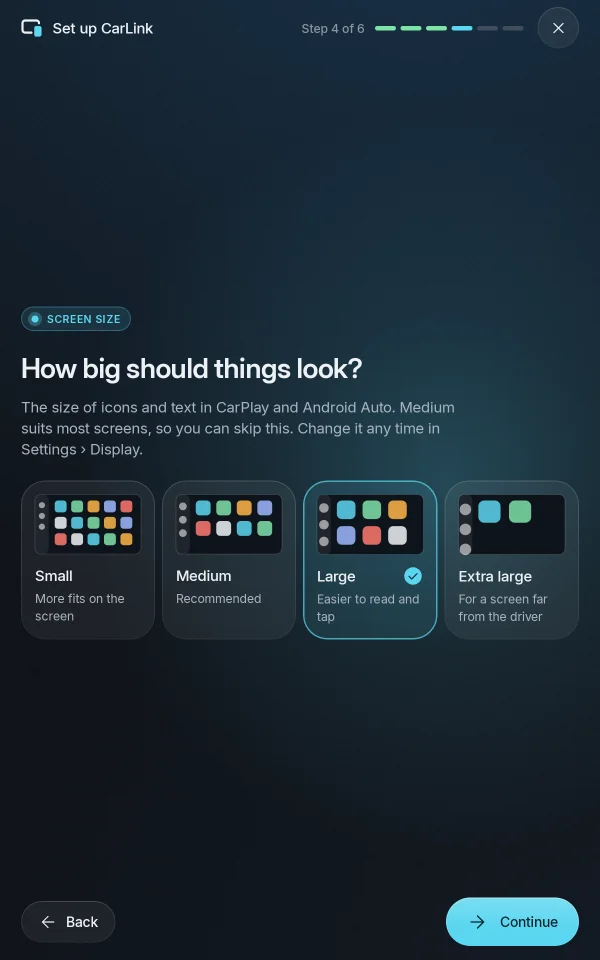 Set up CarLink
Step 4 of 6
SCREEN SIZE
How big should things look?
The size of icons and text in CarPlay and Android Auto. Medium
suits most screens, so you can skip this. Change it any time in
Settings › Display.
Small
More fits on the
screen
Medium
Recommended
Large
Easier to read and
tap
Extra large
For a screen far
from the driver
Back
Continue